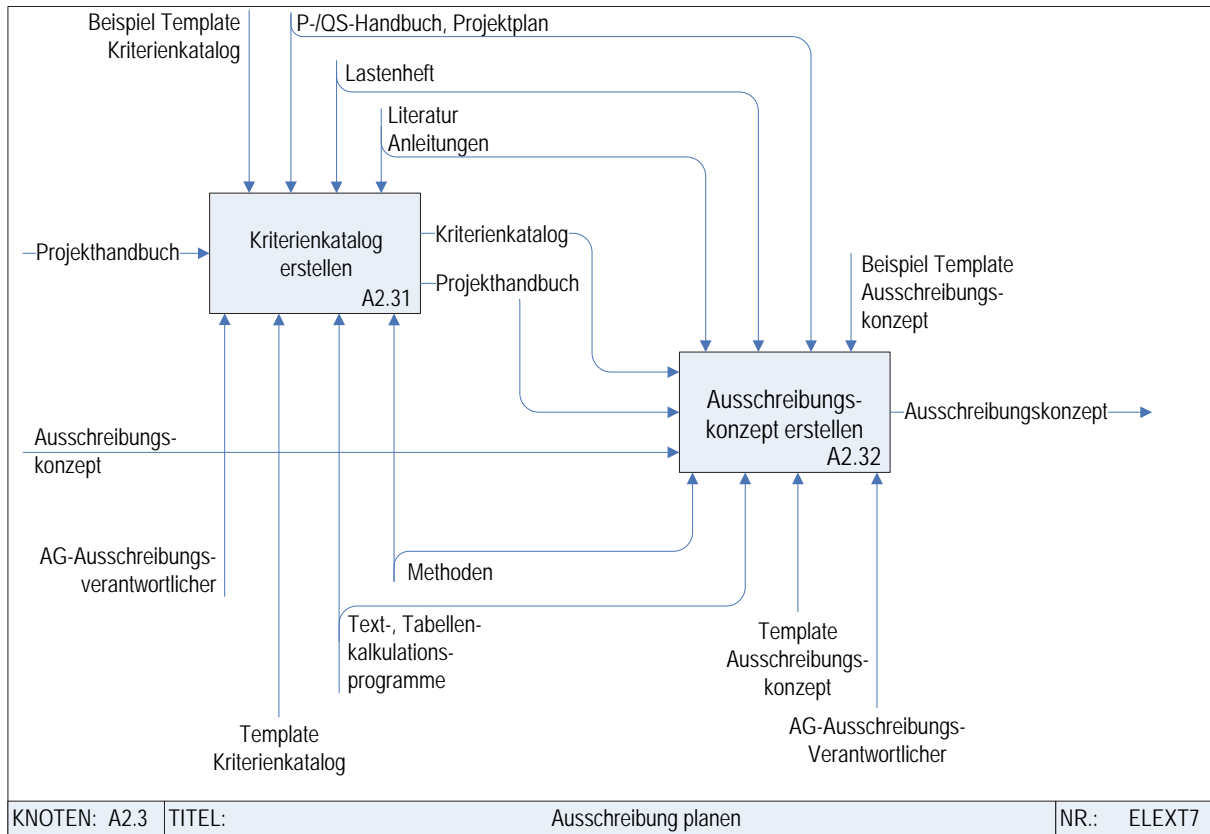 Beispiel Template
Kriterienkatalog
P-/QS-Handbuch, Projektplan
Lastenheft
Literatur
Anleitungen
Projekthandbuch
Kriterienkatalog
erstellen
A2.31
Kriterienkatalog
Projekthandbuch
Beispiel Template
Ausschreibungs-
konzept
Ausschreibungs-
konzept erstellen
A2.32
Ausschreibungskonzept
Ausschreibungs-
konzept
AG-Ausschreibungs-
verantwortlicher
Methoden
Text-, Tabellen-
kalkulations-
programme
Template
Ausschreibungs-
konzept
Template
Kriterienkatalog
AG-Ausschreibungs-
Verantwortlicher
KNOTEN: A2.3 TITEL: Ausschreibung planen NR.: ELEXT7